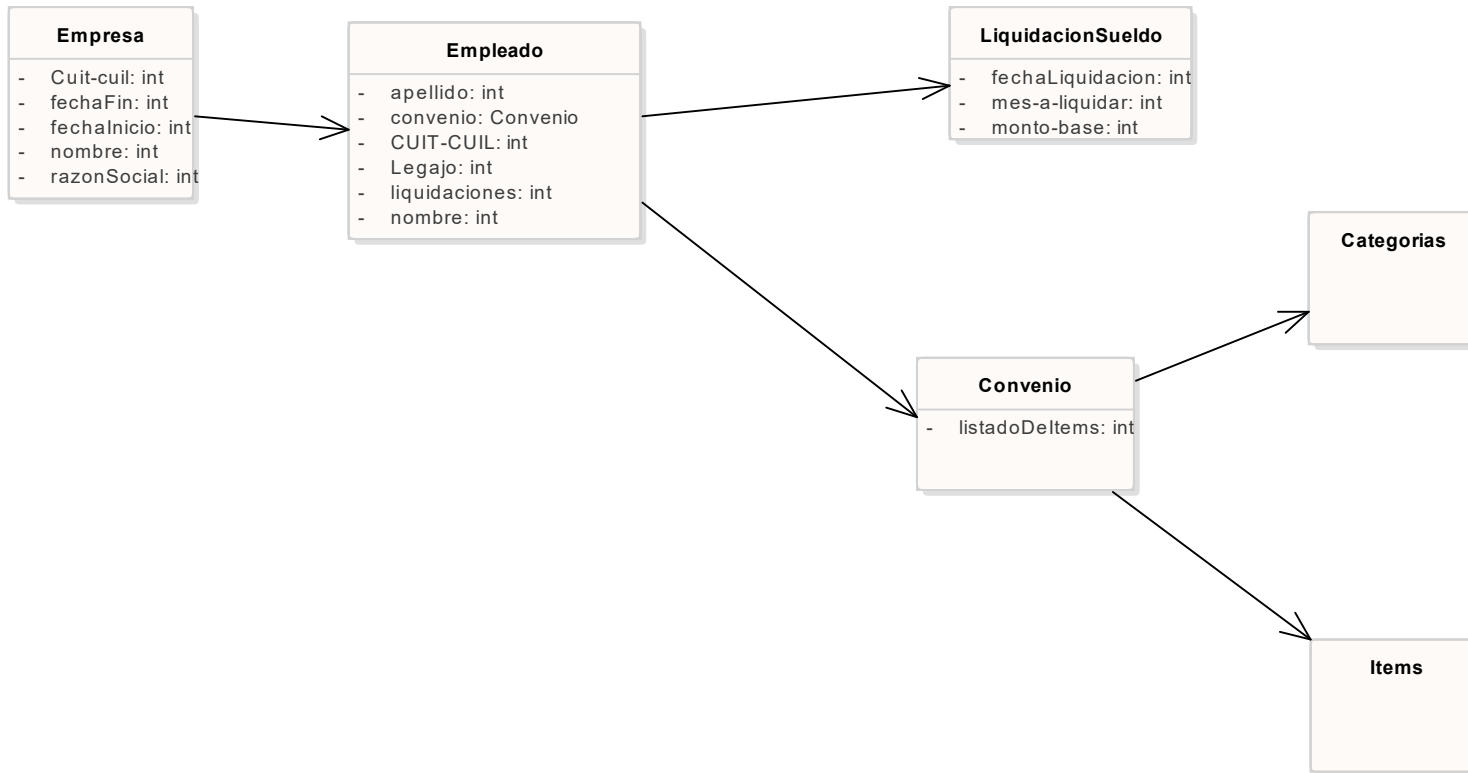 Empresa
- Cuit-cuil: int
- fechaFin: int
- fechaInicio: int
- nombre: int
- razonSocial: int
Empleado
- apellido: int
- convenio: Convenio
- CUIT-CUIL: int
- Legajo: int
- liquidaciones: int
- nombre: int
LiquidacionSueldo
- fechaLiquidacion: int
- mes-a-liquidar: int
- monto-base: int
Categorias
Convenio
- listadoDeItems: int
Items